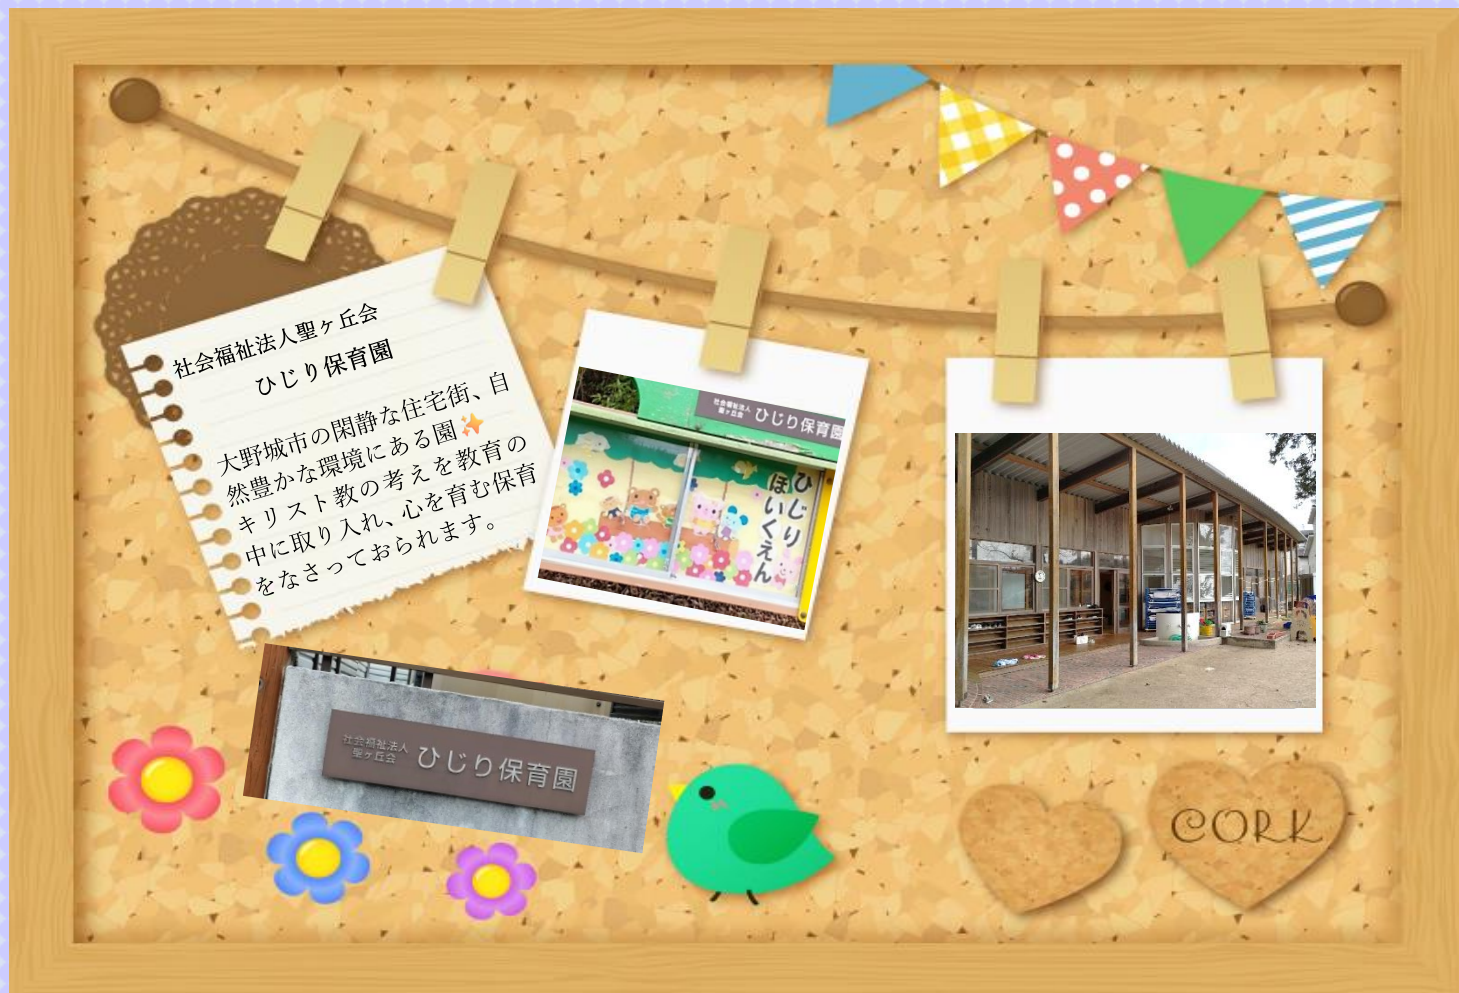 社会福祉法人聖ヶ丘会
ひじり保育園
大野城市の閑静な住宅街、自
然豊かな環境にある園✨
キリスト教の考えを教育の
中に取り入れ、心を育む保育
をなさっておられます。
社会福祉法人
聖ヶ丘会
ひじり保育園
ひじり
ほいくえん
社会福祉法人
聖ヶ丘会
ひじり保育園
CORK